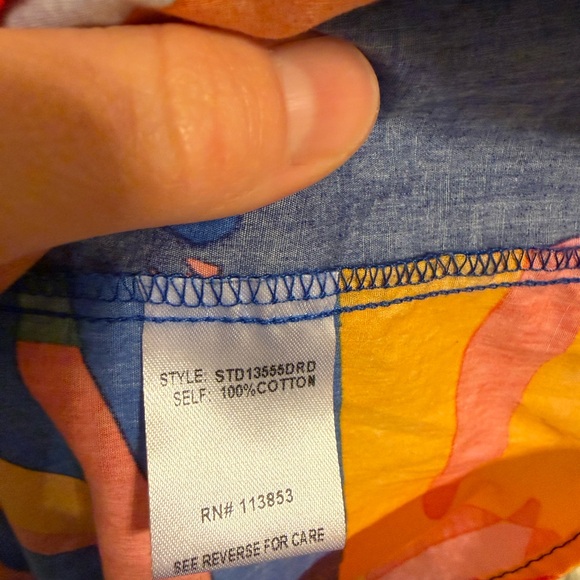 STYLE: STD13555DRD
SELF: 100%COTTON
RN# 113853
SEE REVERSE FOR CARE